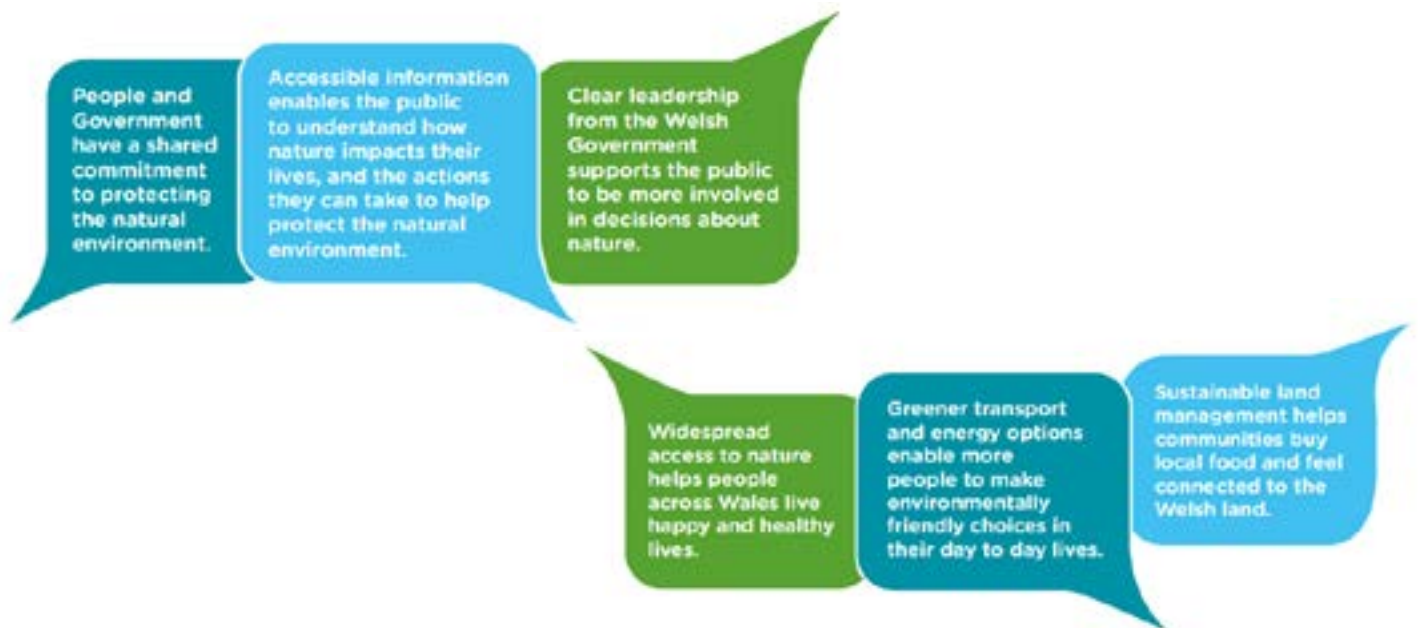 People and
Government
have a shared
commitment
to protecting
the natural
environment.
Accessible information
enables the public
to understand how
nature impacts their
lives, and the actions
they can take to help
protect the natural
environment.
Clear leadership
from the Welsh
Government
supports the public
to be more involved
in decisions about
nature.
Widespread
access to nature
helps people
across Wales live
happy and healthy
lives.
Greener transport
and energy options
enable more
people to make
environmentally
friendly choices in
their day to day lives.
Sustainable land
management helps
communities buy
local food and feel
connected to the
Welsh land.